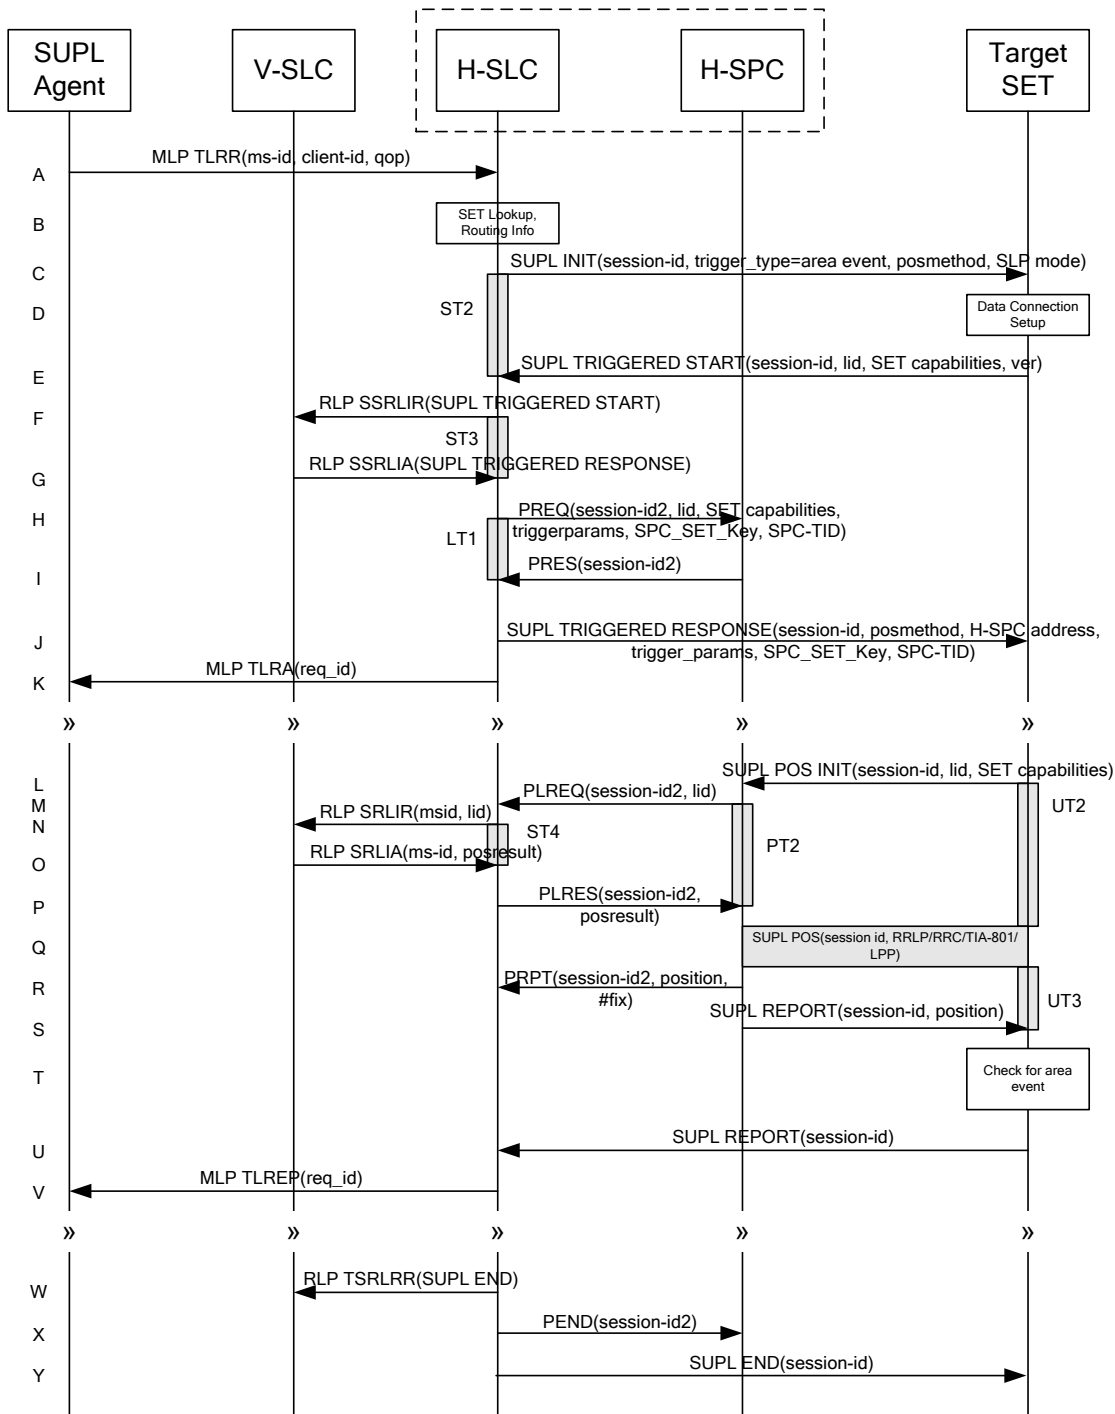 SUPL
Agent
V-SLC
H-SLC
H-SPC
Target
SET
A
MLP TLRR(ms-id, client-id, qop)
B
SET Lookup,
Routing Info
C
SUPL INIT(session-id, trigger_type=area event, posmethod, SLP mode)
D
ST2
Data Connection
Setup
E
SUPL TRIGGERED START(session-id, lid, SET capabilities, ver)
F
RLP SSRLIR(SUPL TRIGGERED START)
ST3
G
RLP SSRLIA(SUPL TRIGGERED RESPONSE)
H
PREQ(session-id2, lid, SET capabilities,
triggerparams, SPC_SET_Key, SPC-TID)
LT1
I
PRES(session-id2)
J
SUPL TRIGGERED RESPONSE(session-id, posmethod, H-SPC address,
trigger_params, SPC_SET_Key, SPC-TID)
K
MLP TLRA(req_id)
» » » » »
L
SUPL POS INIT(session-id, lid, SET capabilities)
M
PLREQ(session-id2, lid)
UT2
N
RLP SRLIR(msid, lid)
ST4
PT2
O
RLP SRLIA(ms-id, posresult)
P
PLRES(session-id2,
posresult)
Q
SUPL POS(session id, RRLP/RRC/TIA-801/
LPP)
R
PRPT(session-id2, position,
#fix)
UT3
S
SUPL REPORT(session-id, position)
T
Check for area
event
U
SUPL REPORT(session-id)
V
MLP TLREP(req_id)
» » » » »
W
RLP TSRLRR(SUPL END)
X
PEND(session-id2)
Y
SUPL END(session-id)